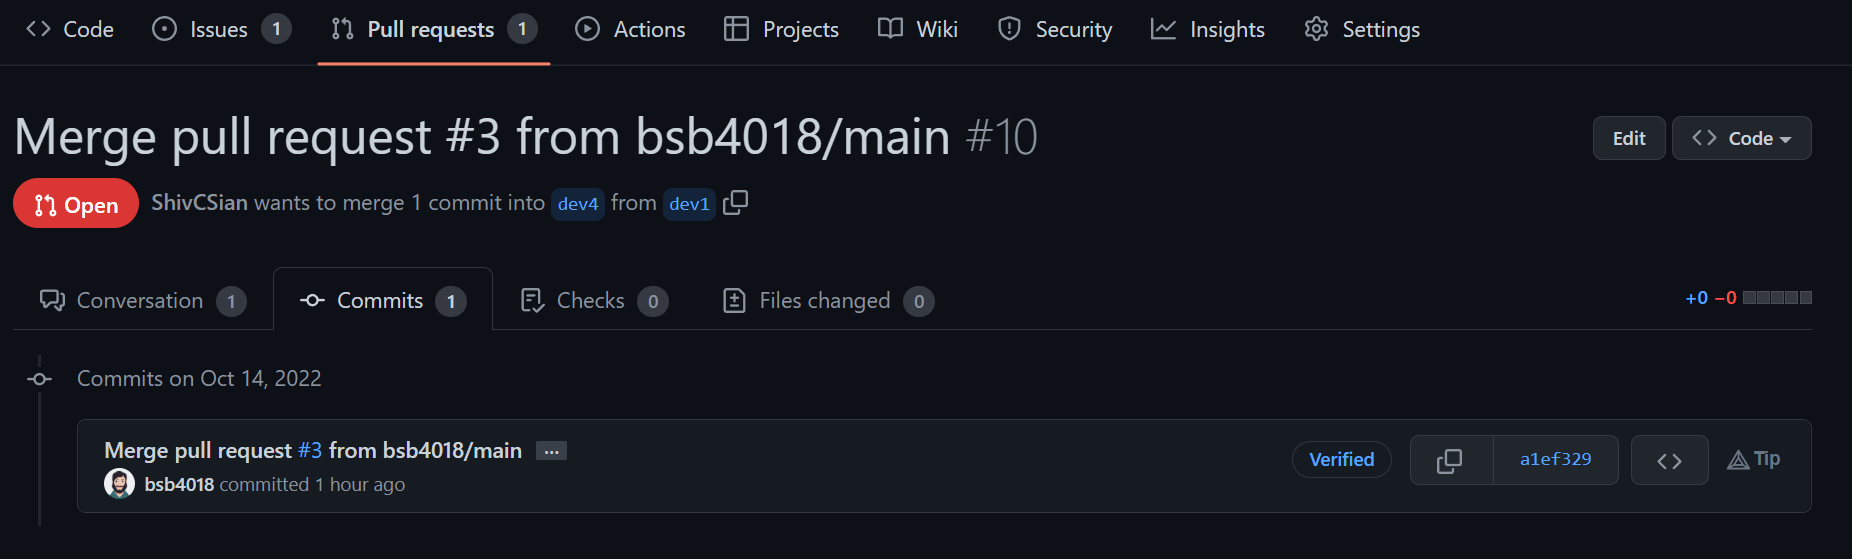 Code Issues 1 Pull requests 1 Actions Projects Wiki Security Insights Settings
Merge pull request #3 from bsb4018/main #10
Edit Code
Open ShivCSian wants to merge 1 commit into dev4 from dev1
Conversation 1 Commits 1 Checks 0 Files changed 0 +0 −0
Commits on Oct 14, 2022
Merge pull request #3 from bsb4018/main ...
bsb4018 committed 1 hour ago
Verified a1ef329 Tip